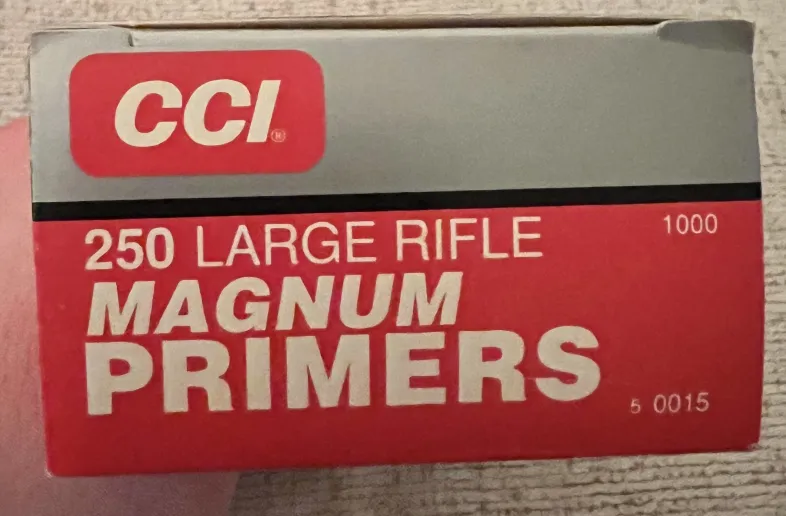 CCI®
250 LARGE RIFLE
1000
MAGNUM
PRIMERS
5 0015